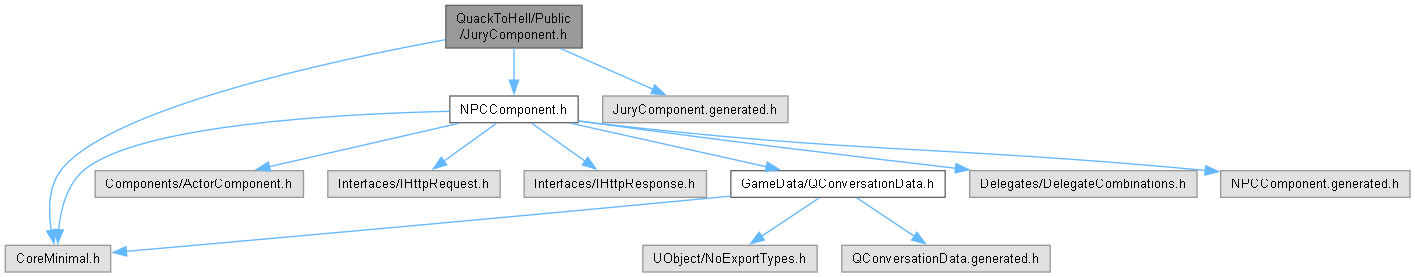 QuackToHell/Public
/JuryComponent.h
NPCComponent.h
JuryComponent.generated.h
Components/ActorComponent.h
Interfaces/IHttpRequest.h
Interfaces/IHttpResponse.h
GameData/QConversationData.h
Delegates/DelegateCombinations.h
NPCComponent.generated.h
CoreMinimal.h
UObject/NoExportTypes.h
QConversationData.generated.h